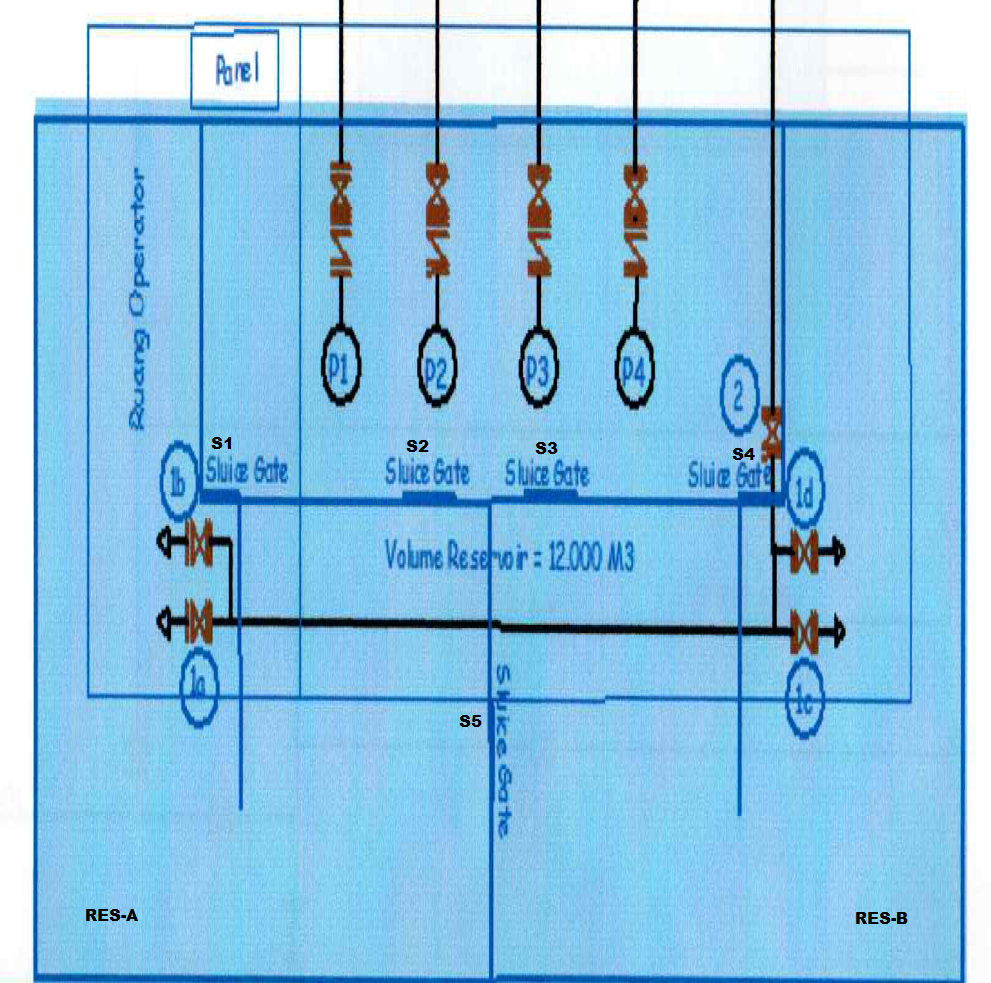 Panel
Ruang Operator
P1
P2
P3
P4
2
S1
S2
S3
S4
Sluice Gate
Sluice Gate
Sluice Gate
Sluice Gate
1b
1d
Volume Reservoir = 12.000 M3
1a
1c
S5
Sluice Gate
RES-A
RES-B